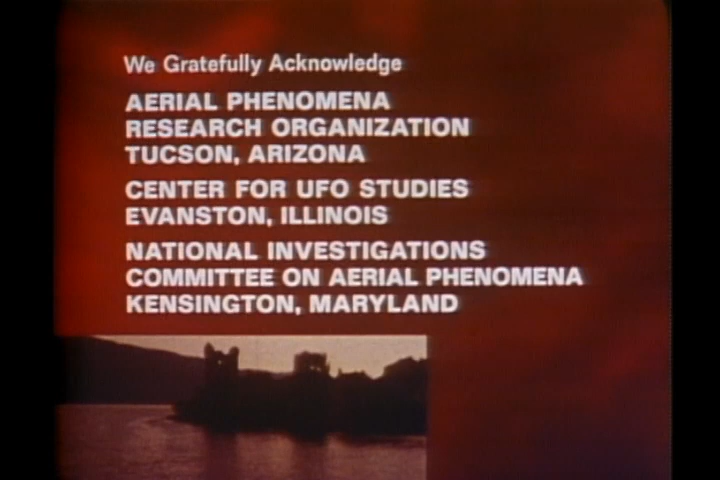 We Gratefully Acknowledge
AERIAL PHENOMENA
RESEARCH ORGANIZATION
TUCSON, ARIZONA
CENTER FOR UFO STUDIES
EVANSTON, ILLINOIS
NATIONAL INVESTIGATIONS
COMMITTEE ON AERIAL PHENOMENA
KENSINGTON, MARYLAND